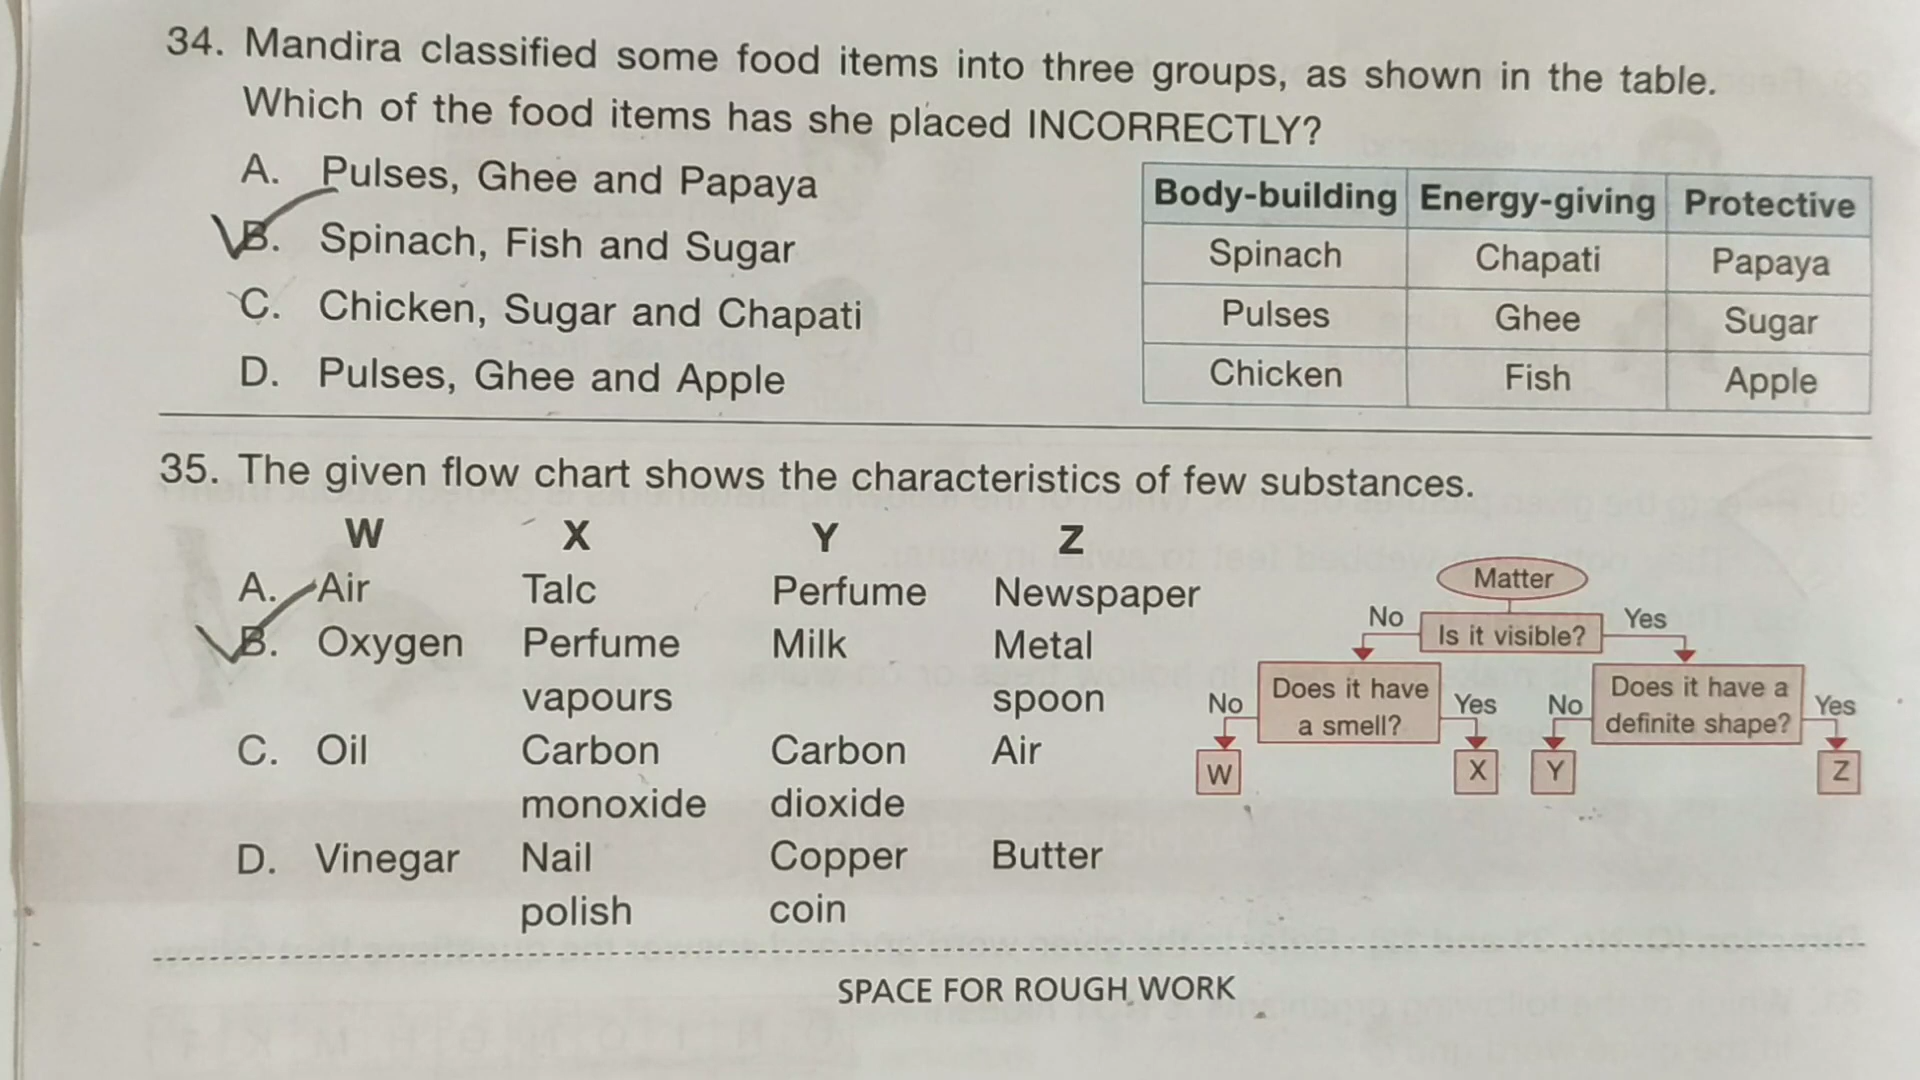 34. Mandira classified some food items into three groups, as shown in the table.
Which of the food items has she placed INCORRECTLY?
A. Pulses, Ghee and Papaya
B. Spinach, Fish and Sugar
C. Chicken, Sugar and Chapati
D. Pulses, Ghee and Apple
Body-building Energy-giving Protective
Spinach Chapati Papaya
Pulses Ghee Sugar
Chicken Fish Apple
35. The given flow chart shows the characteristics of few substances.
W X Y Z
A. Air Talc Perfume Newspaper
B. Oxygen Perfume Milk Metal
vapours spoon
C. Oil Carbon Carbon Air
monoxide dioxide
D. Vinegar Nail Copper Butter
polish coin
Matter
No Is it visible? Yes
No Does it have Yes No Does it have a Yes
a smell? definite shape?
W X Y Z
SPACE FOR ROUGH WORK